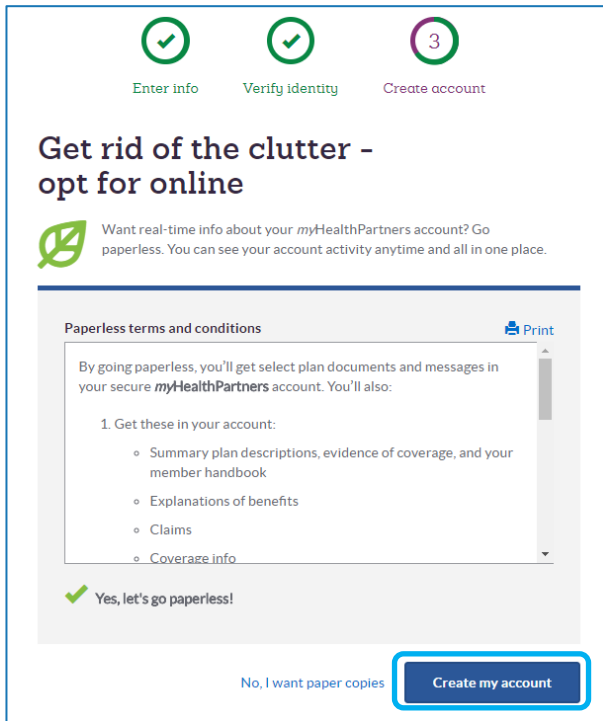 3
Enter info Verify identity Create account
Get rid of the clutter –
opt for online
Want real-time info about your myHealthPartners account? Go
paperless. You can see your account activity anytime and all in one place.
Paperless terms and conditions Print
By going paperless, you'll get select plan documents and messages in
your secure myHealthPartners account. You'll also:
1. Get these in your account:
◦ Summary plan descriptions, evidence of coverage, and your
member handbook
◦ Explanations of benefits
◦ Claims
◦ Coverage info
Yes, let's go paperless!
No, I want paper copies Create my account